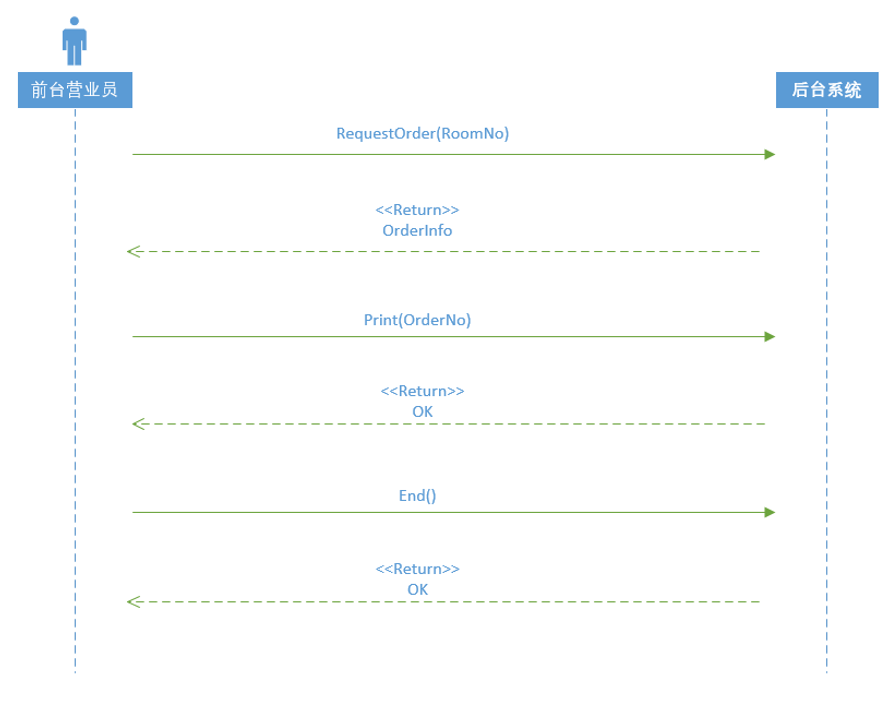 前台营业员
后台系统
RequestOrder(RoomNo)
<<Return>>
OrderInfo
Print(OrderNo)
<<Return>>
OK
End()
<<Return>>
OK